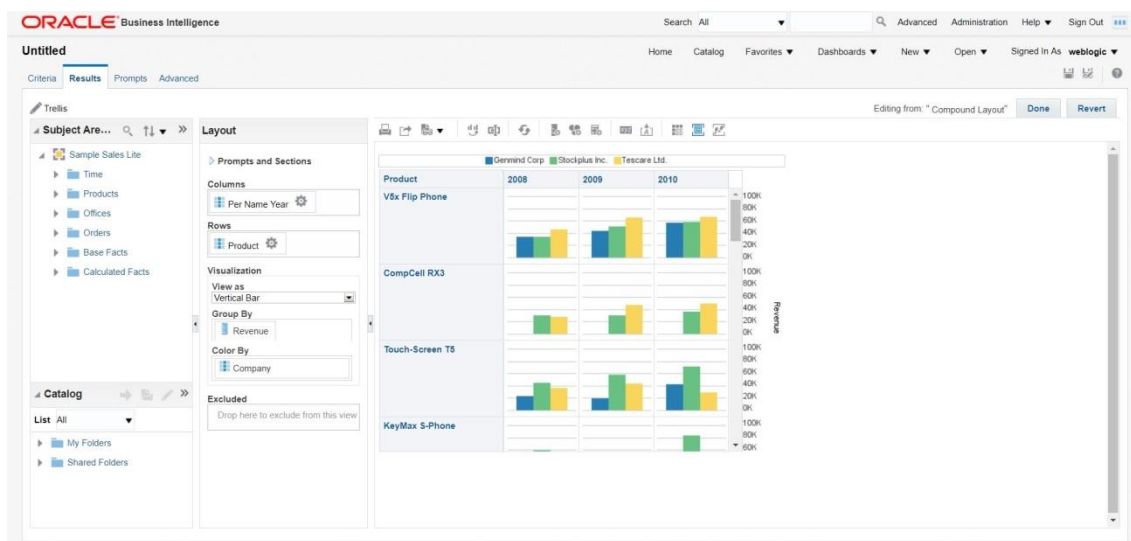 ORACLE Business Intelligence
Search All
Advanced Administration Help Sign Out
Untitled
Home Catalog Favorites Dashboards New Open Signed In As weblogic
Criteria Results Prompts Advanced
Trellis
Editing from: "Compound Layout" Done Revert
Subject Are...
Sample Sales Lite
Time
Products
Offices
Orders
Base Facts
Calculated Facts
Catalog
List All
My Folders
Shared Folders
Layout
Prompts and Sections
Columns
Per Name Year
Rows
Product
Visualization
View as
Vertical Bar
Group By
Revenue
Color By
Company
Excluded
Drop here to exclude from this view
Genmind Corp Stockplus Inc. Tescare Ltd.
Product 2008 2009 2010
V5x Flip Phone
100K
80K
60K
40K
20K
0K
CompCell RX3
100K
80K
60K
40K
20K
0K
Touch-Screen T5
100K
80K
60K
40K
20K
0K
KeyMax S-Phone
100K
80K
60K
Revenue